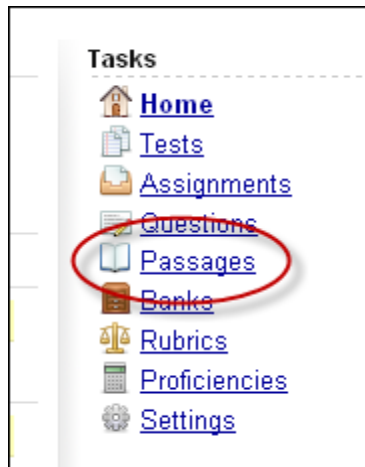 Tasks
Home
Tests
Assignments
Questions
Passages
Banks
Rubrics
Proficiencies
Settings